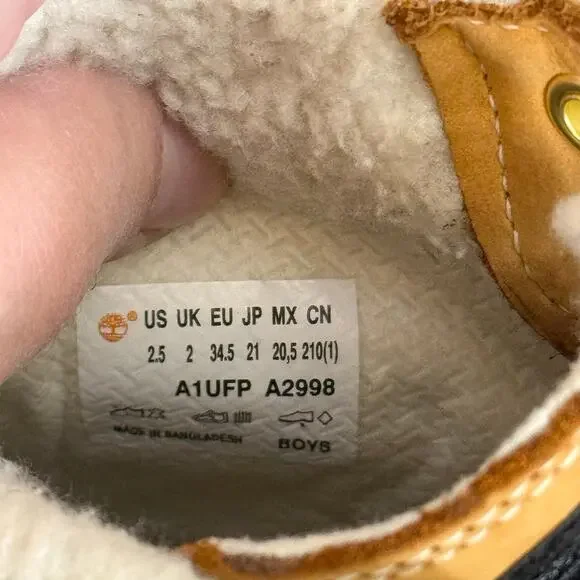 US UK EU JP MX CN
2.5 2 34.5 21 20,5 210(1)
A1UFP A2998
MADE IN BANGLADESH BOYS